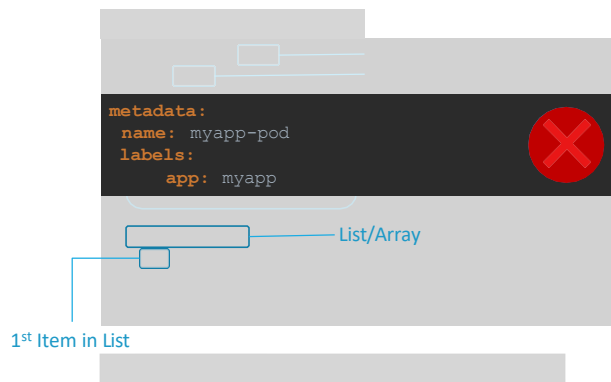 metadata:
name: myapp-pod
labels:
app: myapp
List/Array
1st Item in List